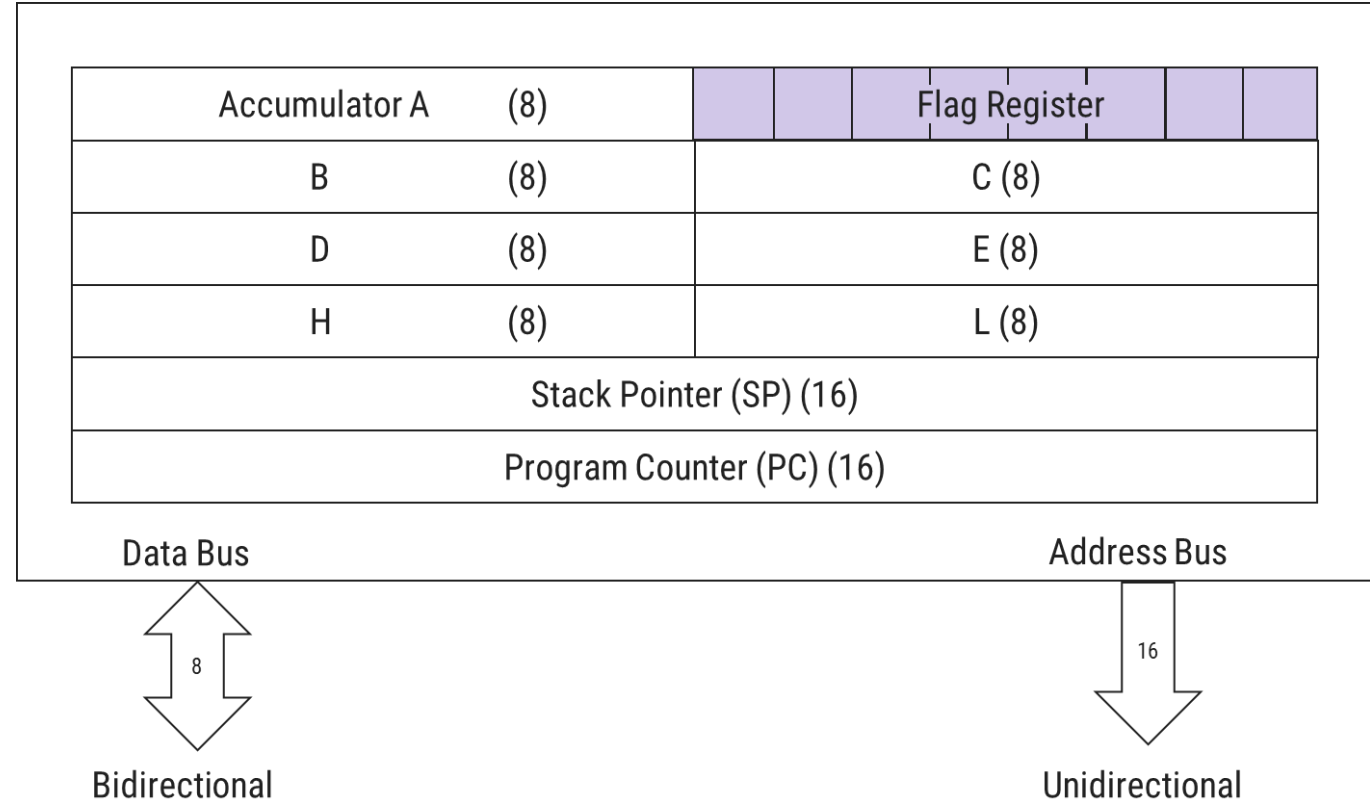 Accumulator A (8) Flag Register
B (8) C (8)
D (8) E (8)
H (8) L (8)
Stack Pointer (SP) (16)
Program Counter (PC) (16)
Data Bus Address Bus
8 16
Bidirectional Unidirectional